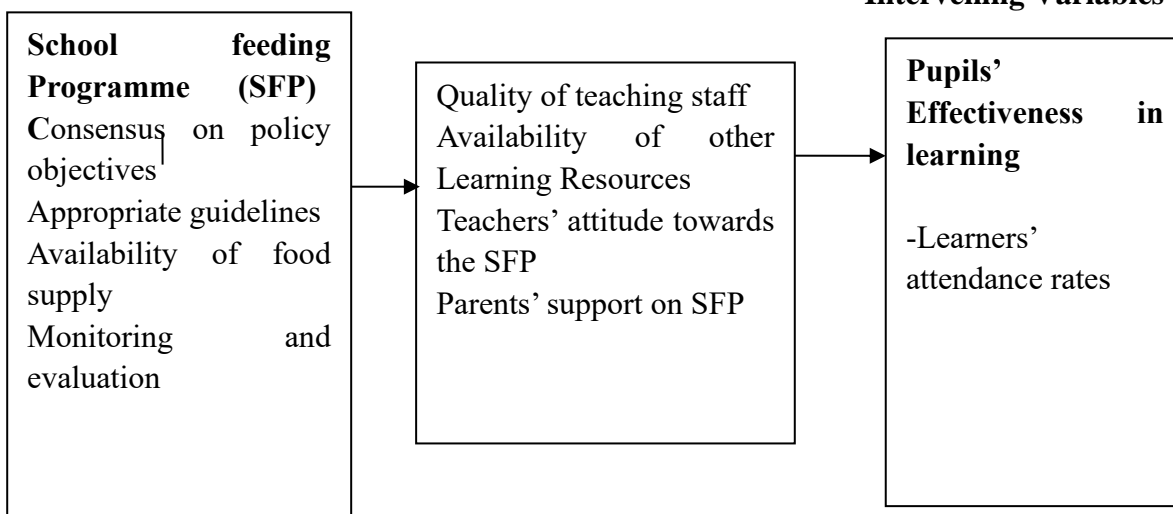 Intervening Variables
School feeding
Programme (SFP)
Consensus on policy
objectives
Appropriate guidelines
Availability of food
supply
Monitoring and
evaluation
Quality of teaching staff
Availability of other
Learning Resources
Teachers’ attitude towards
the SFP
Parents’ support on SFP
Pupils’
Effectiveness in
learning
-Learners’
attendance rates